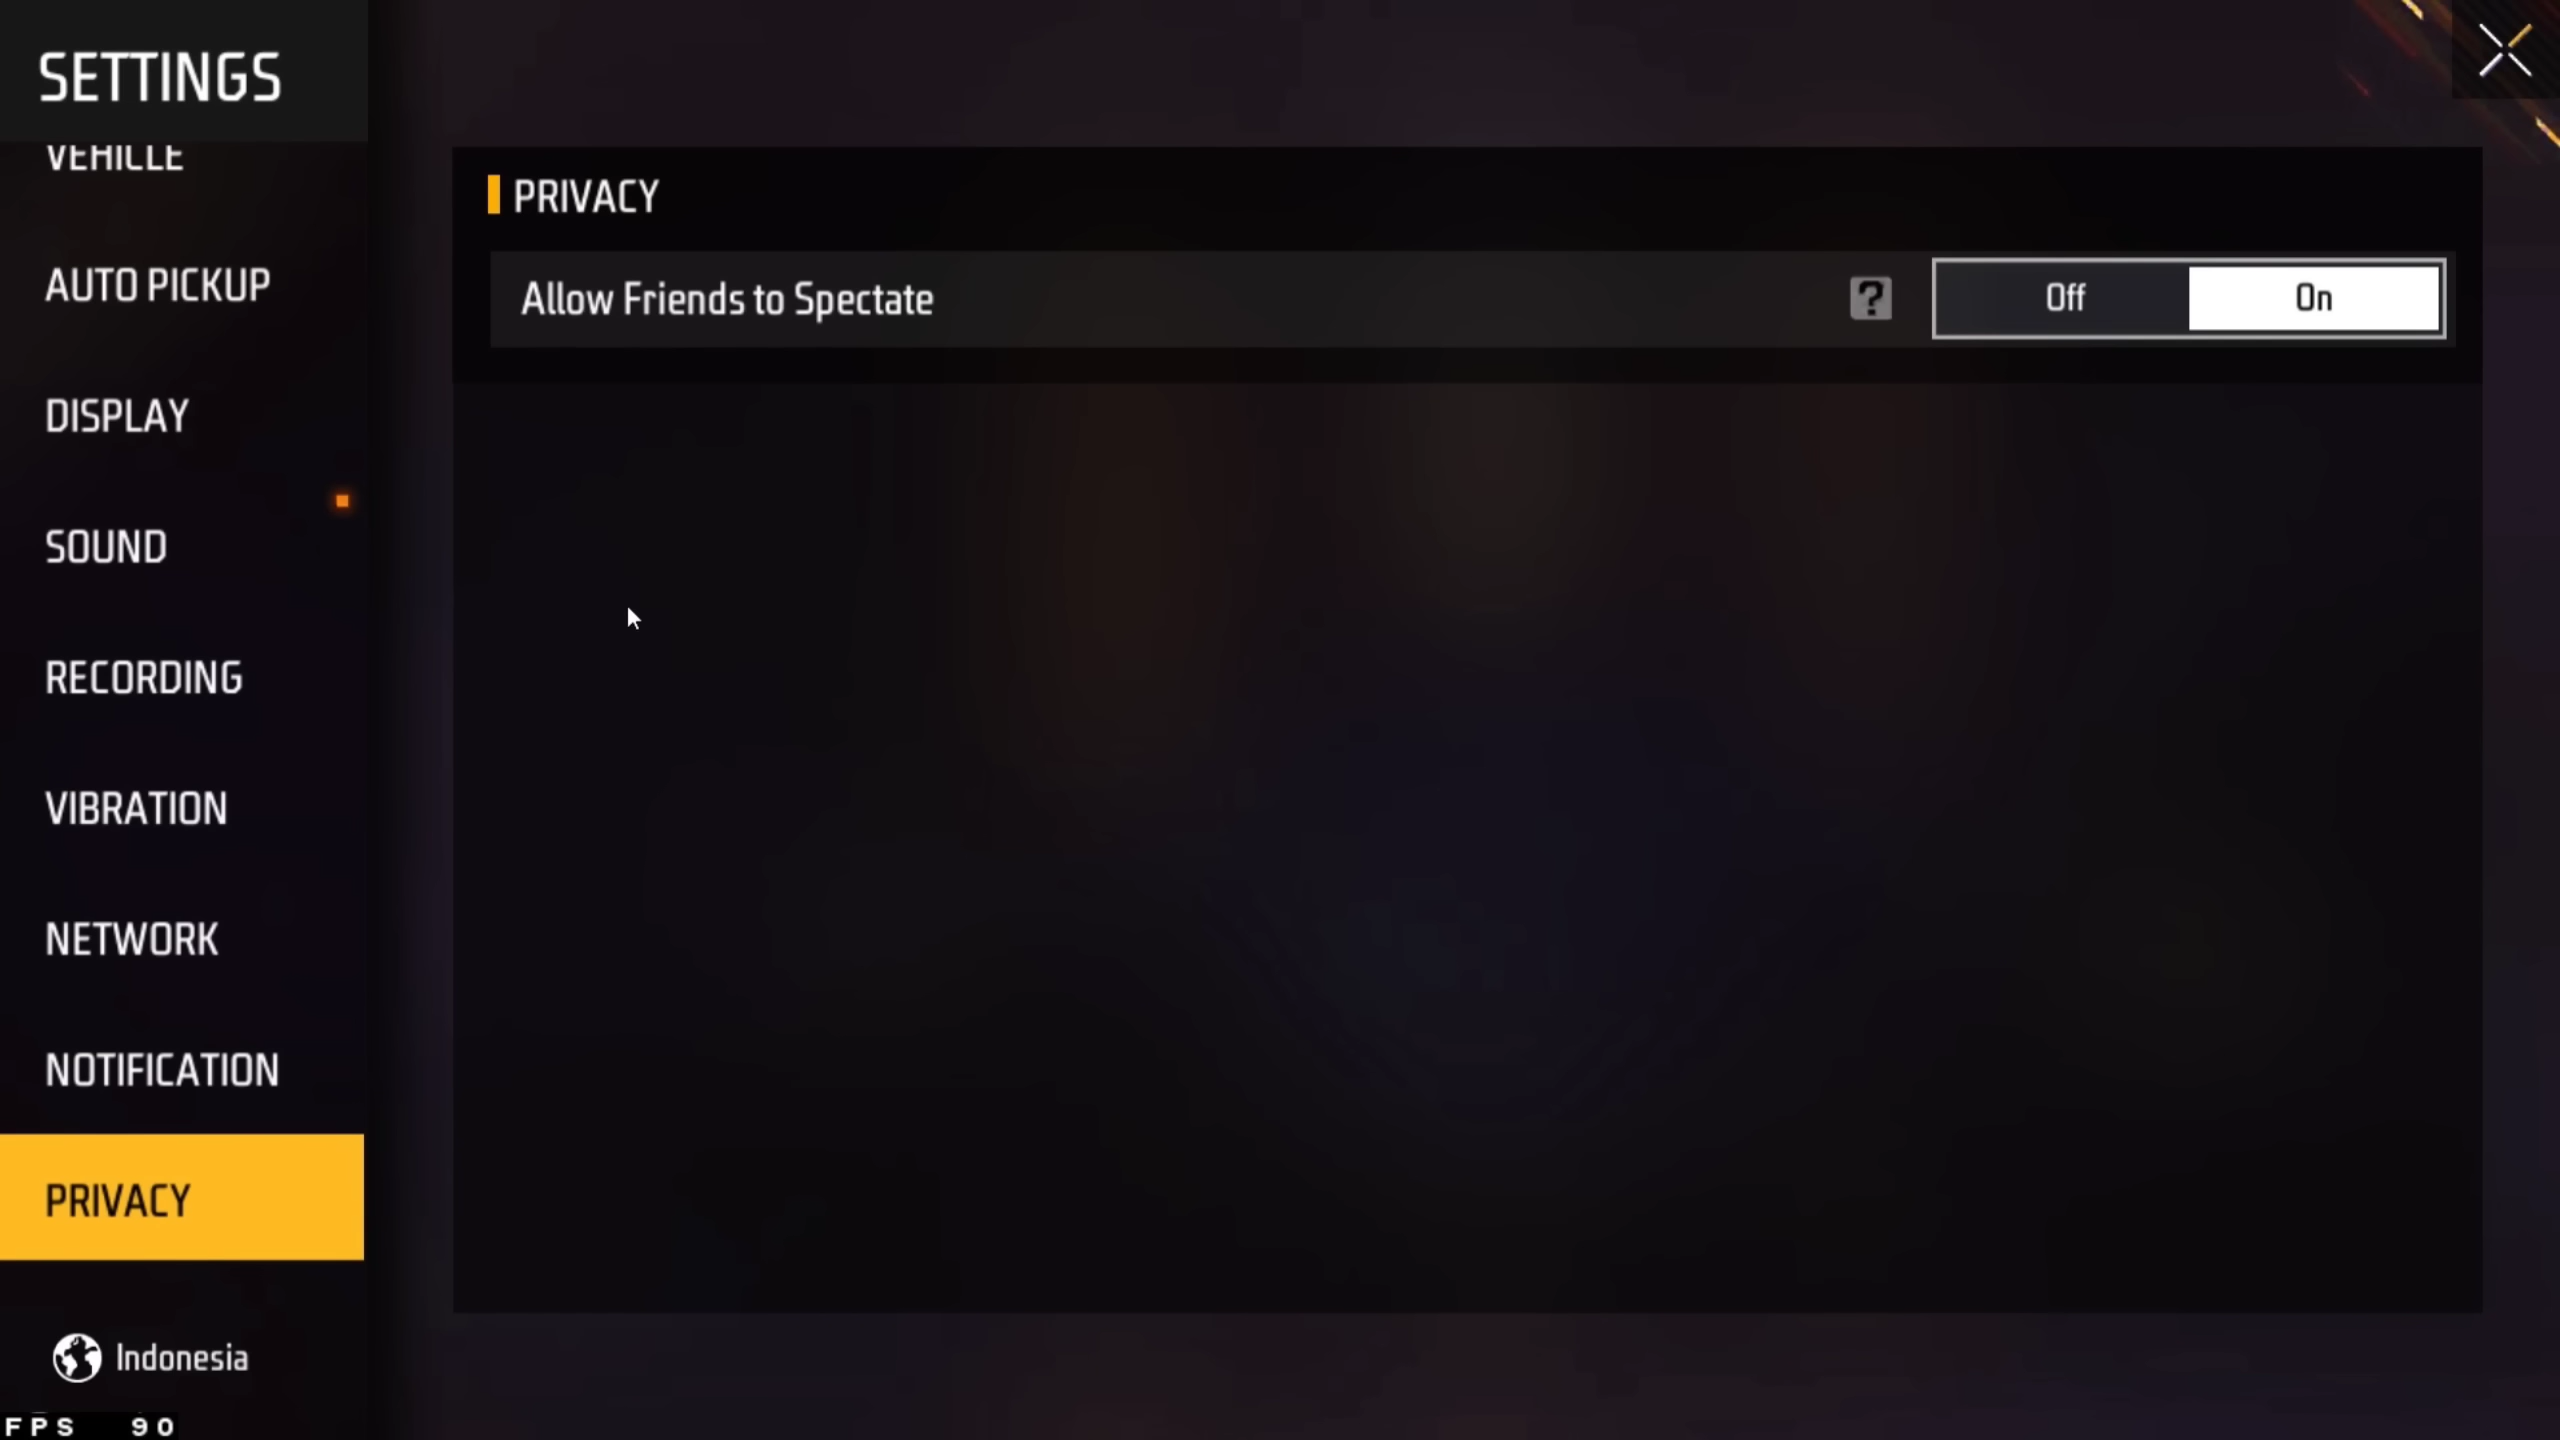 SETTINGS
VEHICLE
AUTO PICKUP
DISPLAY
SOUND
RECORDING
VIBRATION
NETWORK
NOTIFICATION
PRIVACY
Indonesia
FPS 90
PRIVACY
Allow Friends to Spectate ? Off On